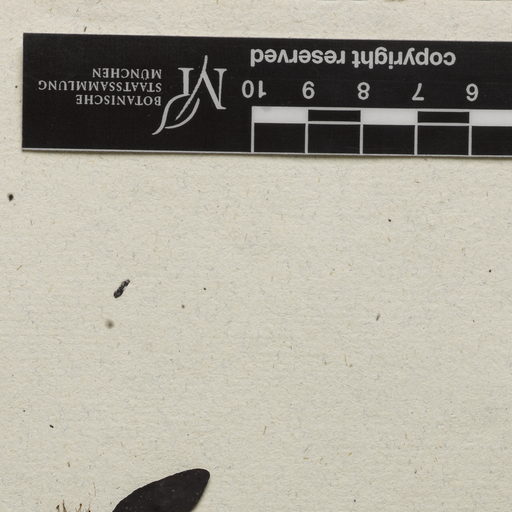 copyright reserved
6 7 8 9 10
M
BOTANISCHE
STAATSSAMMLUNG
MÜNCHEN